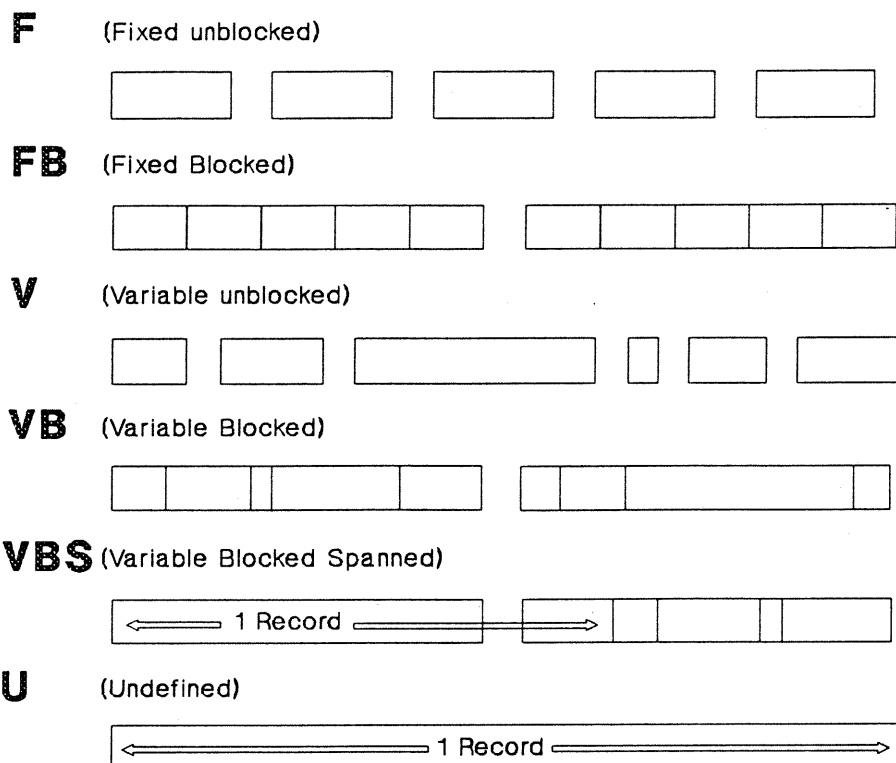 F (Fixed unblocked)
FB (Fixed Blocked)
V (Variable unblocked)
VB (Variable Blocked)
VBS (Variable Blocked Spanned)
1 Record
U (Undefined)
1 Record